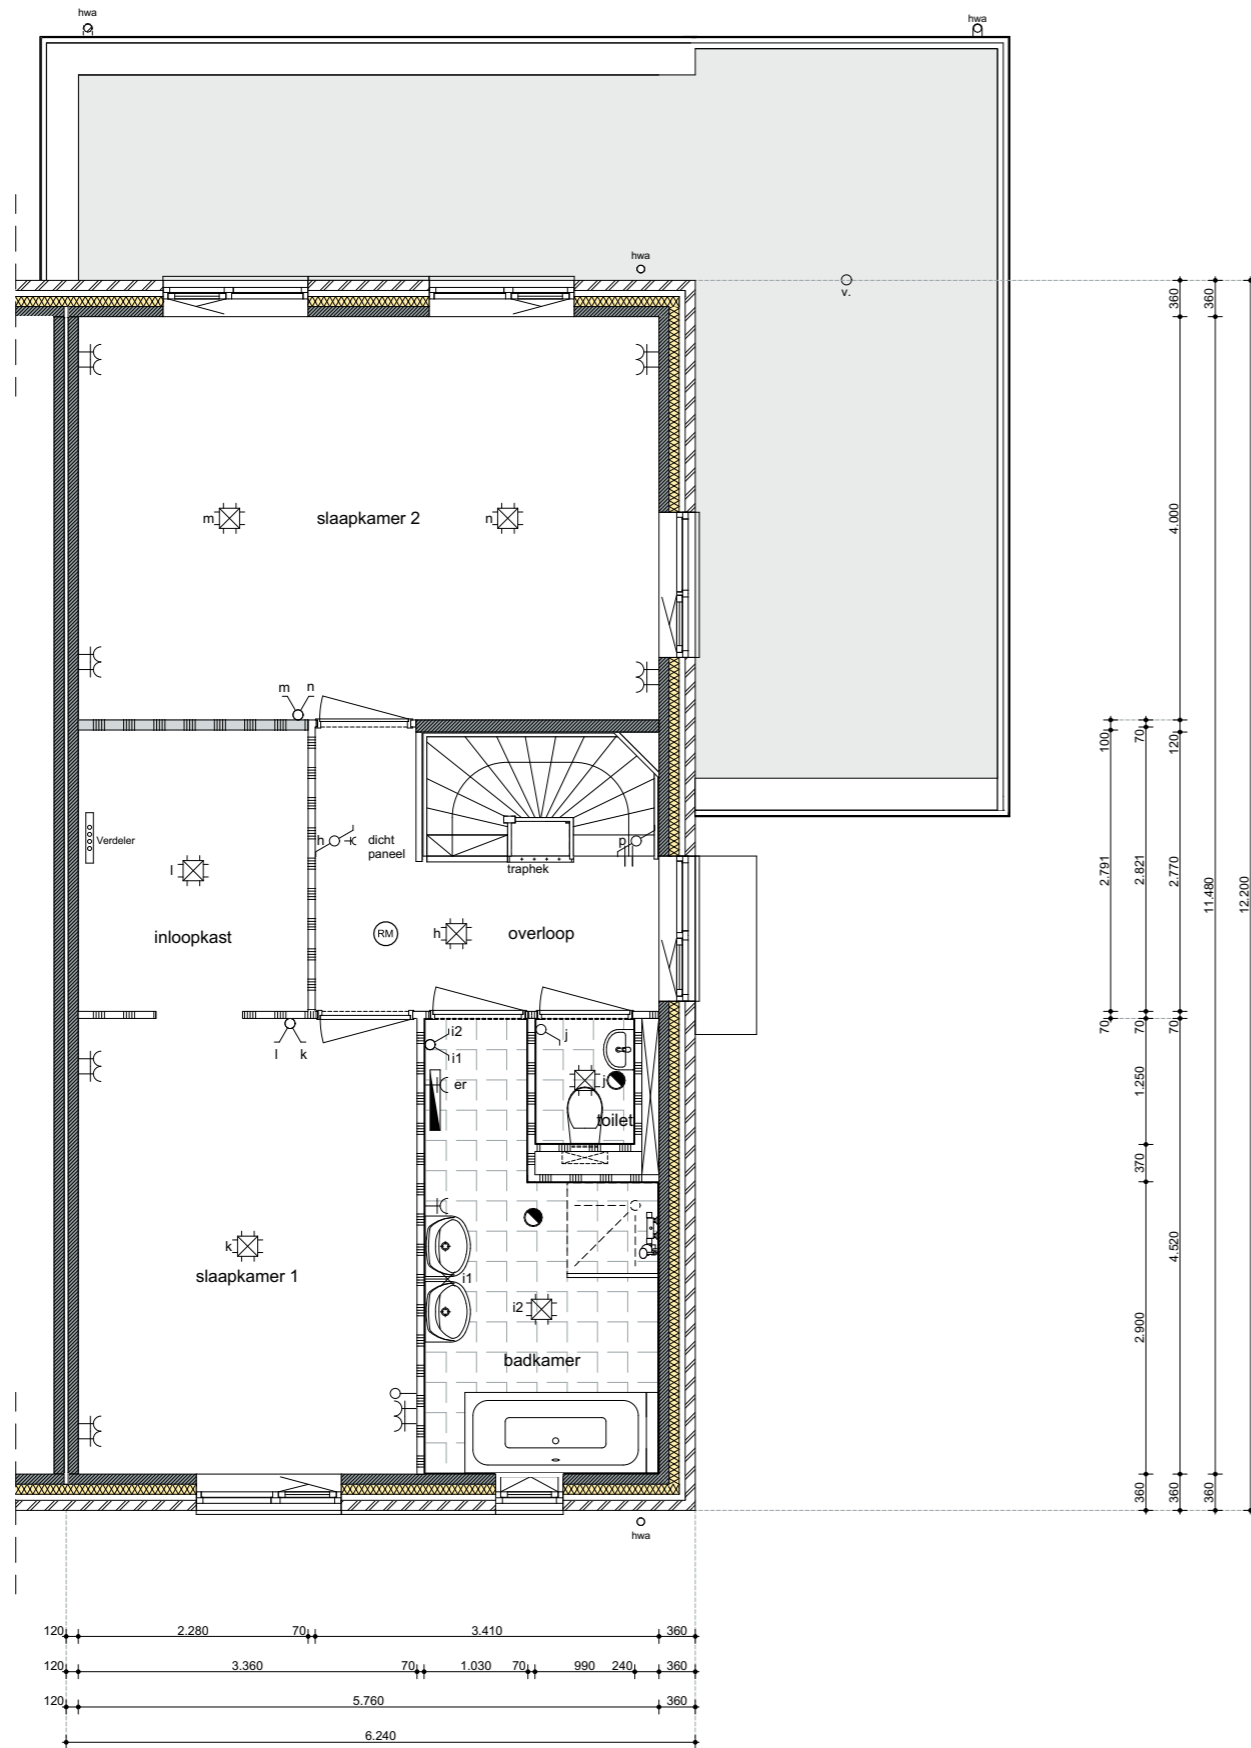 hwa
hwa
hwa
v.
360
360
m
slaapkamer 2
n
4.000
12.200
11.480
m n
100
70
120
Verdeler
h
dicht
paneel
p
traphek
l
2.791
2.821
2.770
inloopkast
RM
h
overloop
l k
i2
i1
j
70
70
70
er
j
toilet
1.250
370
k
slaapkamer 1
i1
i2
badkamer
4.520
2.900
360
360
360
hwa
120 2.280 70 3.410 360
120 3.360 70 1.030 70 990 240 360
120 5.760 360
6.240